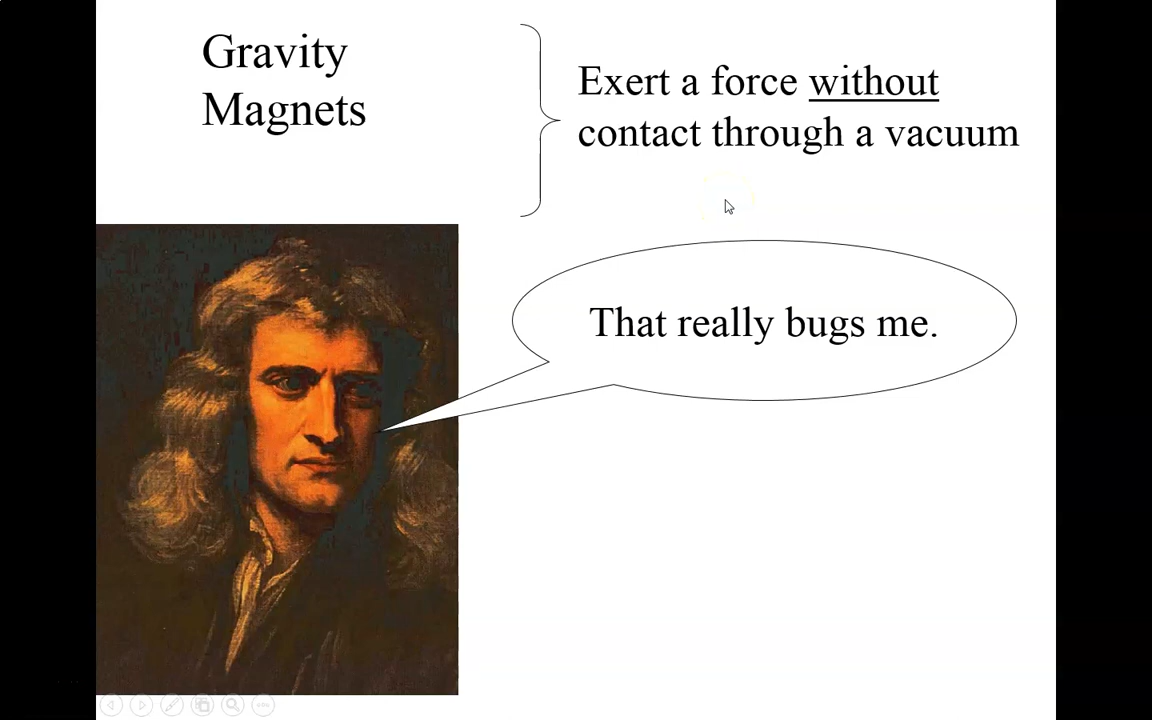 Gravity
Magnets
Exert a force without
contact through a vacuum
That really bugs me.